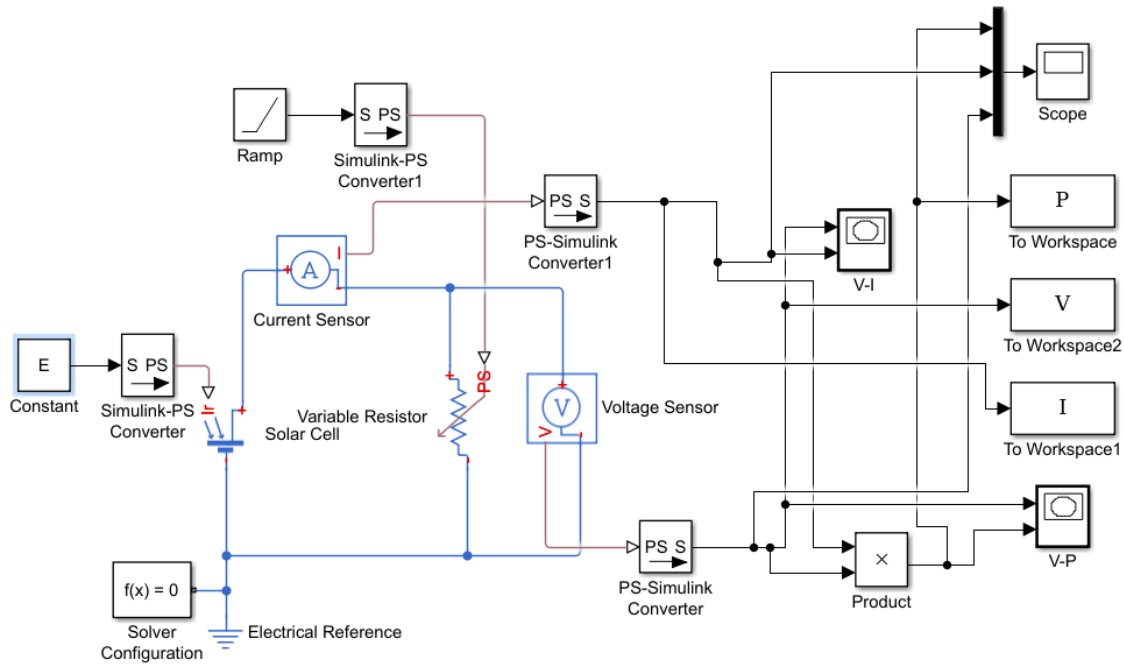 Ramp
S PS
Simulink-PS
Converter1
Scope
P
To Workspace
PS S
PS-Simulink
Converter1
V-I
I
+
A
-
Current Sensor
V
To Workspace2
E
Constant
S PS
Simulink-PS
Converter
Ir
+
-
Solar Cell
+
PS
-
Variable Resistor
+
V
V
-
Voltage Sensor
I
To Workspace1
V-P
PS S
PS-Simulink
Converter
×
Product
f(x) = 0
Solver
Configuration
Electrical Reference